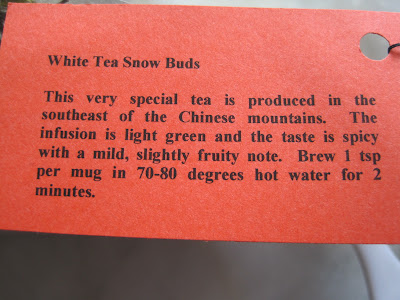 White Tea Snow Buds
This very special tea is produced in the
southeast of the Chinese mountains. The
infusion is light green and the taste is spicy
with a mild, slightly fruity note. Brew 1 tsp
per mug in 70-80 degrees hot water for 2
minutes.